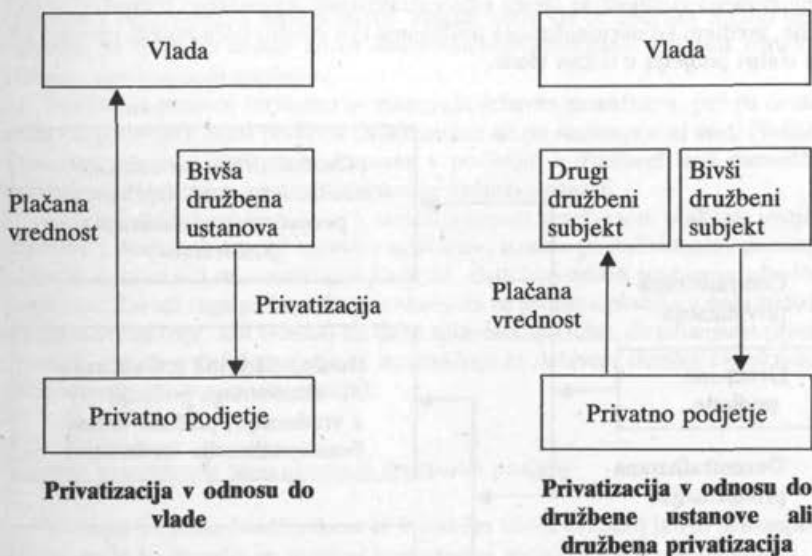 Vlada
Bivša
družbena
ustanova
Plačana
vrednost
Privatizacija
Privatno podjetje
Privatizacija v odnosu do
vlade
Vlada
Drugi
družbeni
subjekt
Bivši
družbeni
subjekt
Plačana
vrednost
Privatno podjetje
Privatizacija v odnosu do
družbene ustanove ali
družbena privatizacija